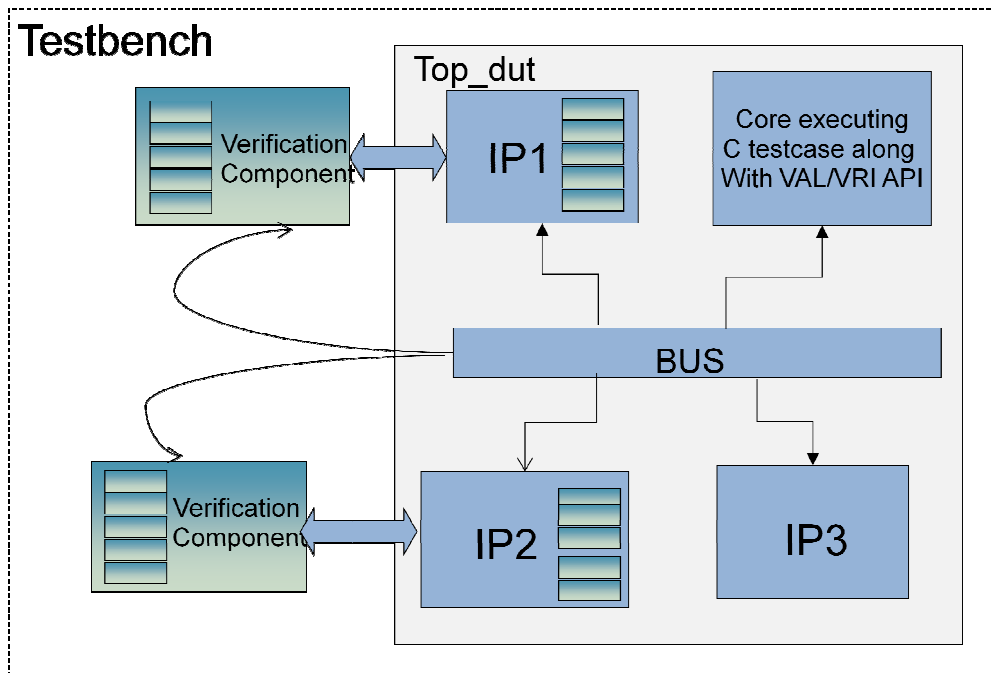 Testbench
Top_dut
Verification
Component
IP1
Core executing
C testcase along
With VAL/VRI API
BUS
Verification
Component
IP2
IP3